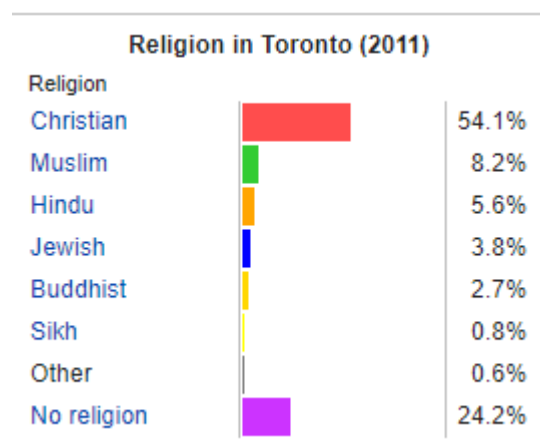 Religion in Toronto (2011)
Religion
Christian 54.1%
Muslim 8.2%
Hindu 5.6%
Jewish 3.8%
Buddhist 2.7%
Sikh 0.8%
Other 0.6%
No religion 24.2%